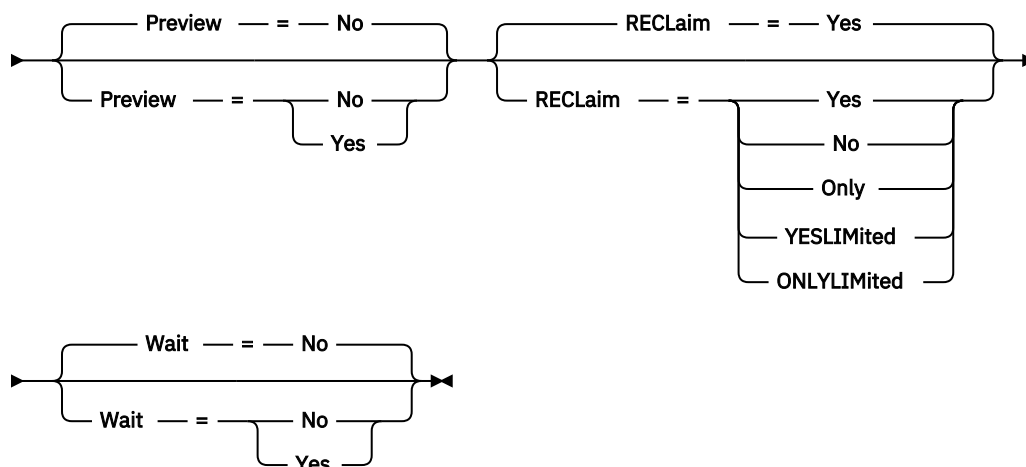 Preview = No RECLaim = Yes
Preview = No RECLaim = Yes
Yes No
Only
YESLIMited
ONLYLIMited
Wait = No
Wait = No
Yes